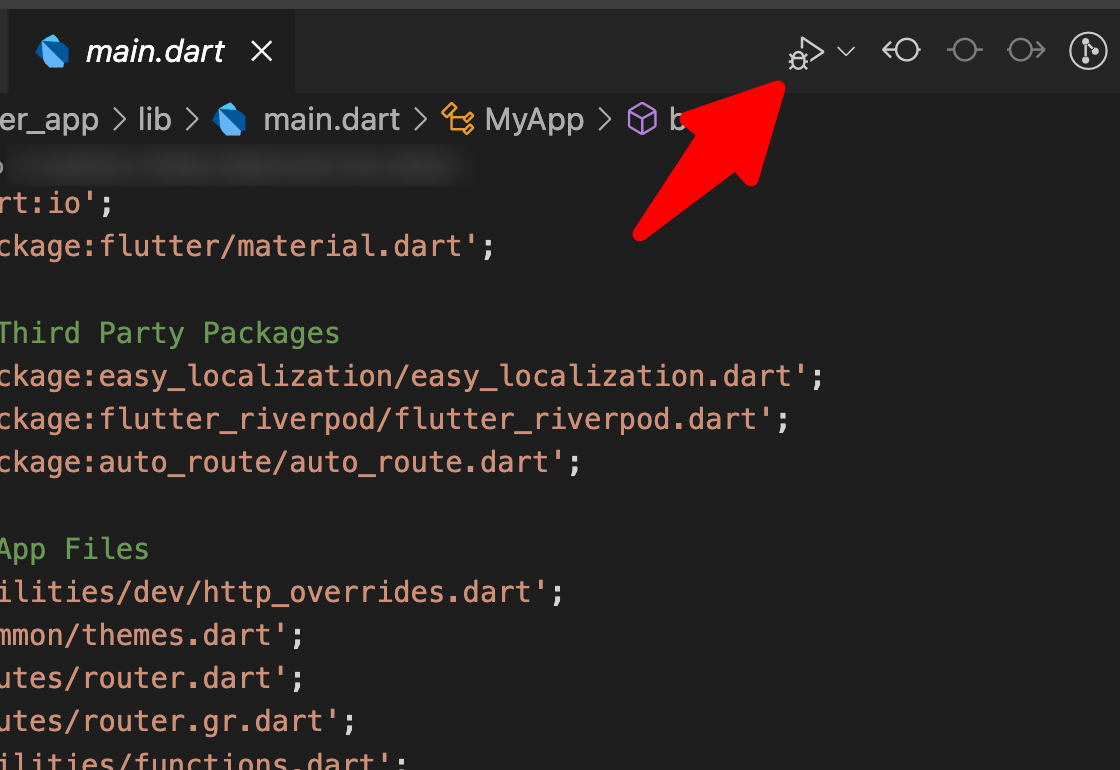 main.dart
er_app > lib > main.dart > MyApp > b
rt:io';
ckage:flutter/material.dart';
Third Party Packages
ckage:easy_localization/easy_localization.dart';
ckage:flutter_riverpod/flutter_riverpod.dart';
ckage:auto_route/auto_route.dart';
App Files
ilities/dev/http_overrides.dart';
mmon/themes.dart';
utes/router.dart';
utes/router.gr.dart';
ilities/functions.dart';